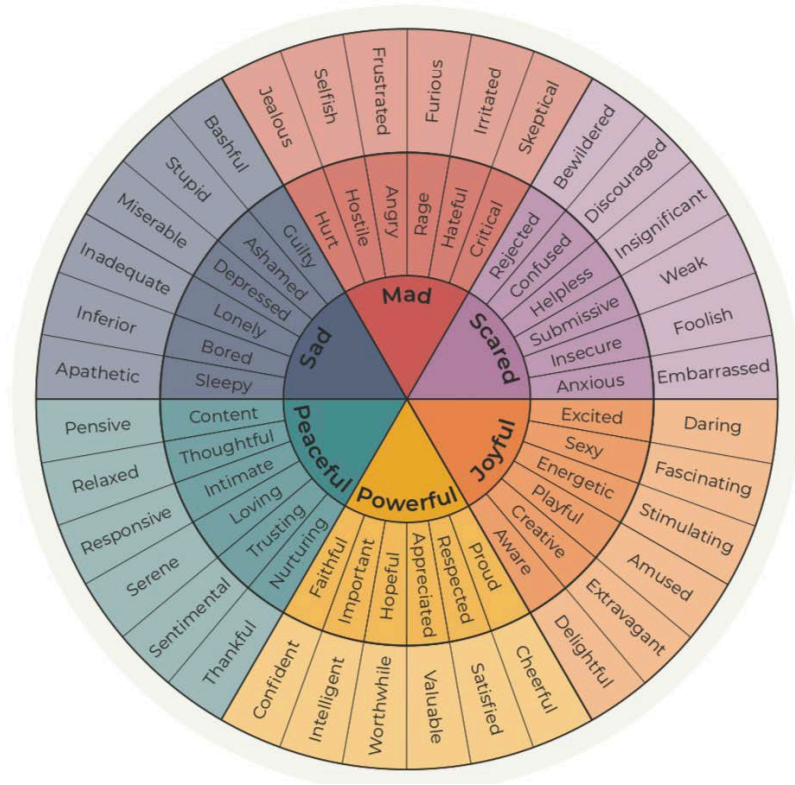 Mad
Hurt
Hostile
Angry
Rage
Hateful
Critical
Jealous
Selfish
Frustrated
Furious
Irritated
Skeptical
Scared
Rejected
Confused
Helpless
Submissive
Insecure
Anxious
Bewildered
Discouraged
Insignificant
Weak
Foolish
Embarrassed
Joyful
Excited
Sexy
Energetic
Playful
Creative
Aware
Daring
Fascinating
Stimulating
Amused
Extravagant
Delightful
Powerful
Proud
Respected
Appreciated
Hopeful
Important
Faithful
Cheerful
Satisfied
Valuable
Worthwhile
Intelligent
Confident
Peaceful
Nurturing
Trusting
Loving
Intimate
Thoughtful
Content
Thankful
Sentimental
Serene
Responsive
Relaxed
Pensive
Sad
Sleepy
Bored
Lonely
Depressed
Ashamed
Guilty
Apathetic
Inferior
Inadequate
Miserable
Stupid
Bashful